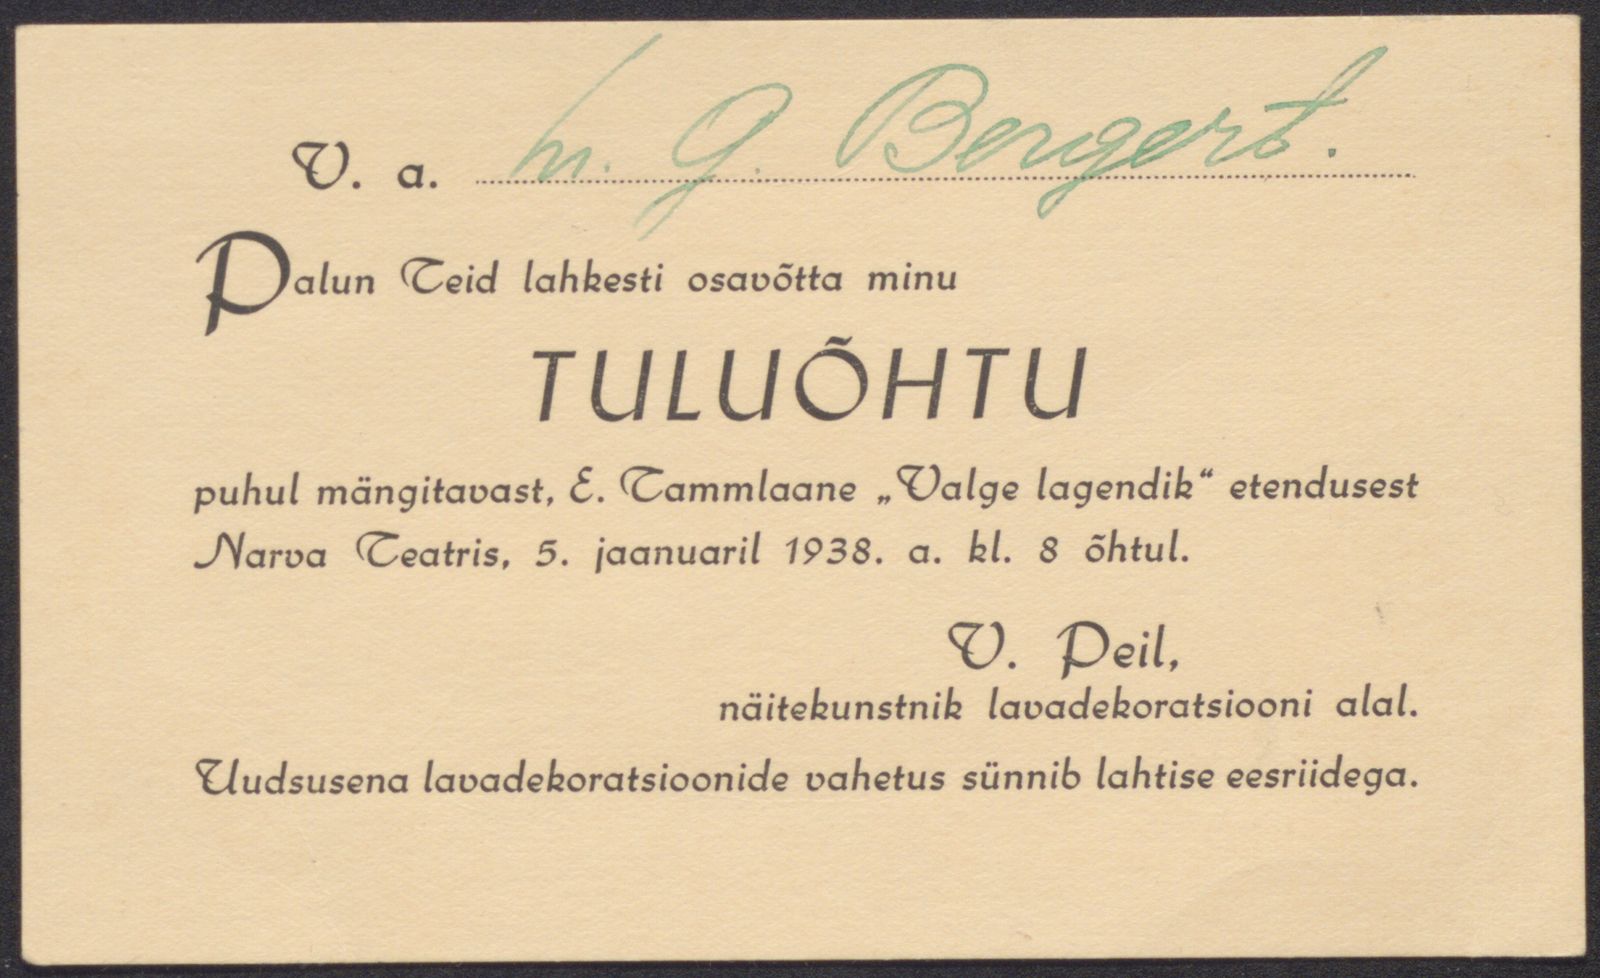 V. a. hr. G. Bergert.
Palun Teid lahkesti osavõtta minu
TULUÕHTU
puhul mängitavast, E. Tammlaane „Valge lagendik“ etendusest
Narva Teatris, 5. jaanuaril 1938. a. kl. 8 õhtul.
V. Peil,
näitekunstnik lavadekoratsiooni alal.
Uudsusena lavadekoratsioonide vahetus sünnib lahtise eesriidega.